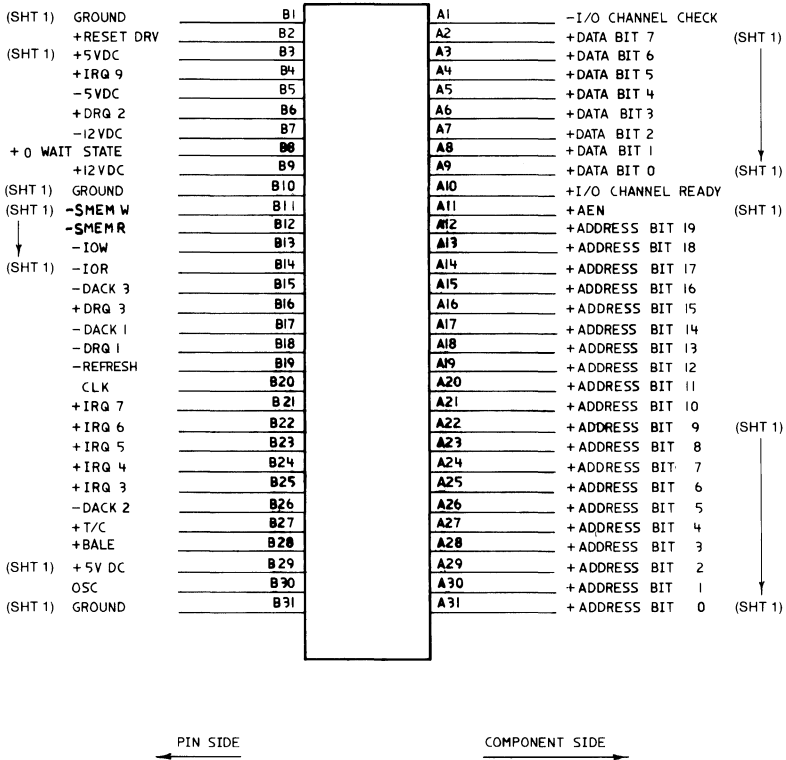 (SHT 1) GROUND B1 A1 -I/O CHANNEL CHECK
+RESET DRV B2 A2 +DATA BIT 7 (SHT 1)
(SHT 1) +5VDC B3 A3 +DATA BIT 6
+IRQ 9 B4 A4 +DATA BIT 5
-5VDC B5 A5 +DATA BIT 4
+DRQ 2 B6 A6 +DATA BIT 3
-12VDC B7 A7 +DATA BIT 2
+0 WAIT STATE B8 A8 +DATA BIT 1
+12VDC B9 A9 +DATA BIT 0 (SHT 1)
(SHT 1) GROUND B10 A10 +I/O CHANNEL READY
(SHT 1) -SMEM W B11 A11 +AEN (SHT 1)
-SMEMR B12 A12 +ADDRESS BIT 19
-IOW B13 A13 +ADDRESS BIT 18
(SHT 1) -IOR B14 A14 +ADDRESS BIT 17
-DACK 3 B15 A15 +ADDRESS BIT 16
+DRQ 3 B16 A16 +ADDRESS BIT 15
-DACK 1 B17 A17 +ADDRESS BIT 14
-DRQ 1 B18 A18 +ADDRESS BIT 13
-REFRESH B19 A19 +ADDRESS BIT 12
CLK B20 A20 +ADDRESS BIT 11
+IRQ 7 B21 A21 +ADDRESS BIT 10
+IRQ 6 B22 A22 +ADDRESS BIT 9 (SHT 1)
+IRQ 5 B23 A23 +ADDRESS BIT 8
+IRQ 4 B24 A24 +ADDRESS BIT 7
+IRQ 3 B25 A25 +ADDRESS BIT 6
-DACK 2 B26 A26 +ADDRESS BIT 5
+T/C B27 A27 +ADDRESS BIT 4
+BALE B28 A28 +ADDRESS BIT 3
(SHT 1) +5V DC B29 A29 +ADDRESS BIT 2
OSC B30 A30 +ADDRESS BIT 1
(SHT 1) GROUND B31 A31 +ADDRESS BIT 0 (SHT 1)
PIN SIDE COMPONENT SIDE